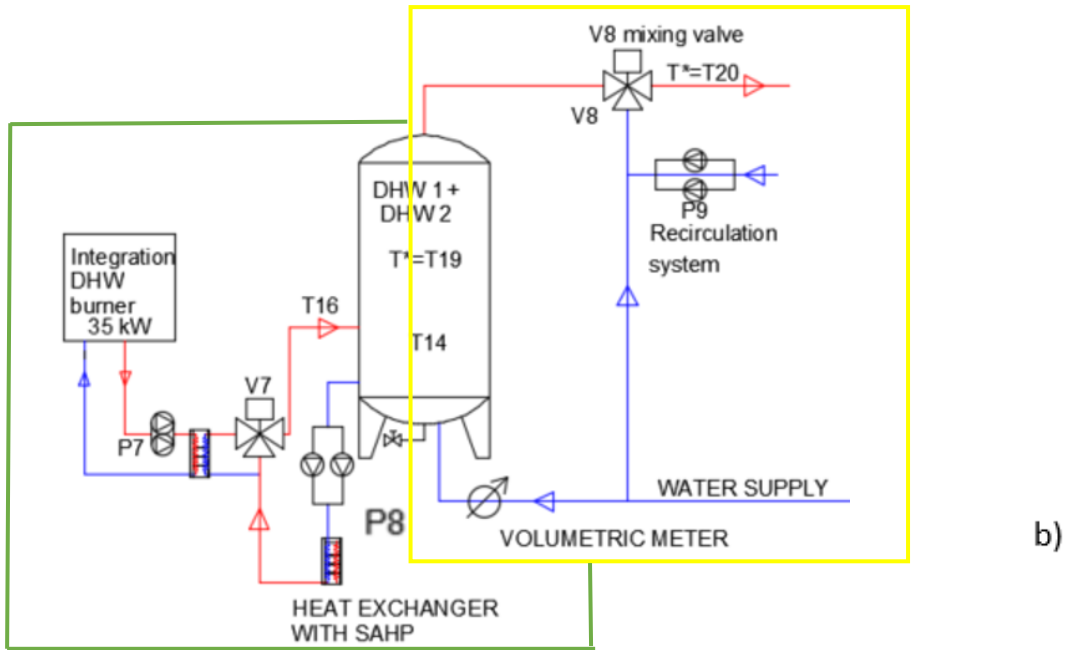 V8 mixing valve
T*=T20
V8
DHW 1 +
DHW 2
P9
Recirculation
system
Integration
DHW
burner
35 kW
T*=T19
T16
T14
V7
P7
WATER SUPPLY
P8
VOLUMETRIC METER
b)
HEAT EXCHANGER
WITH SAHP